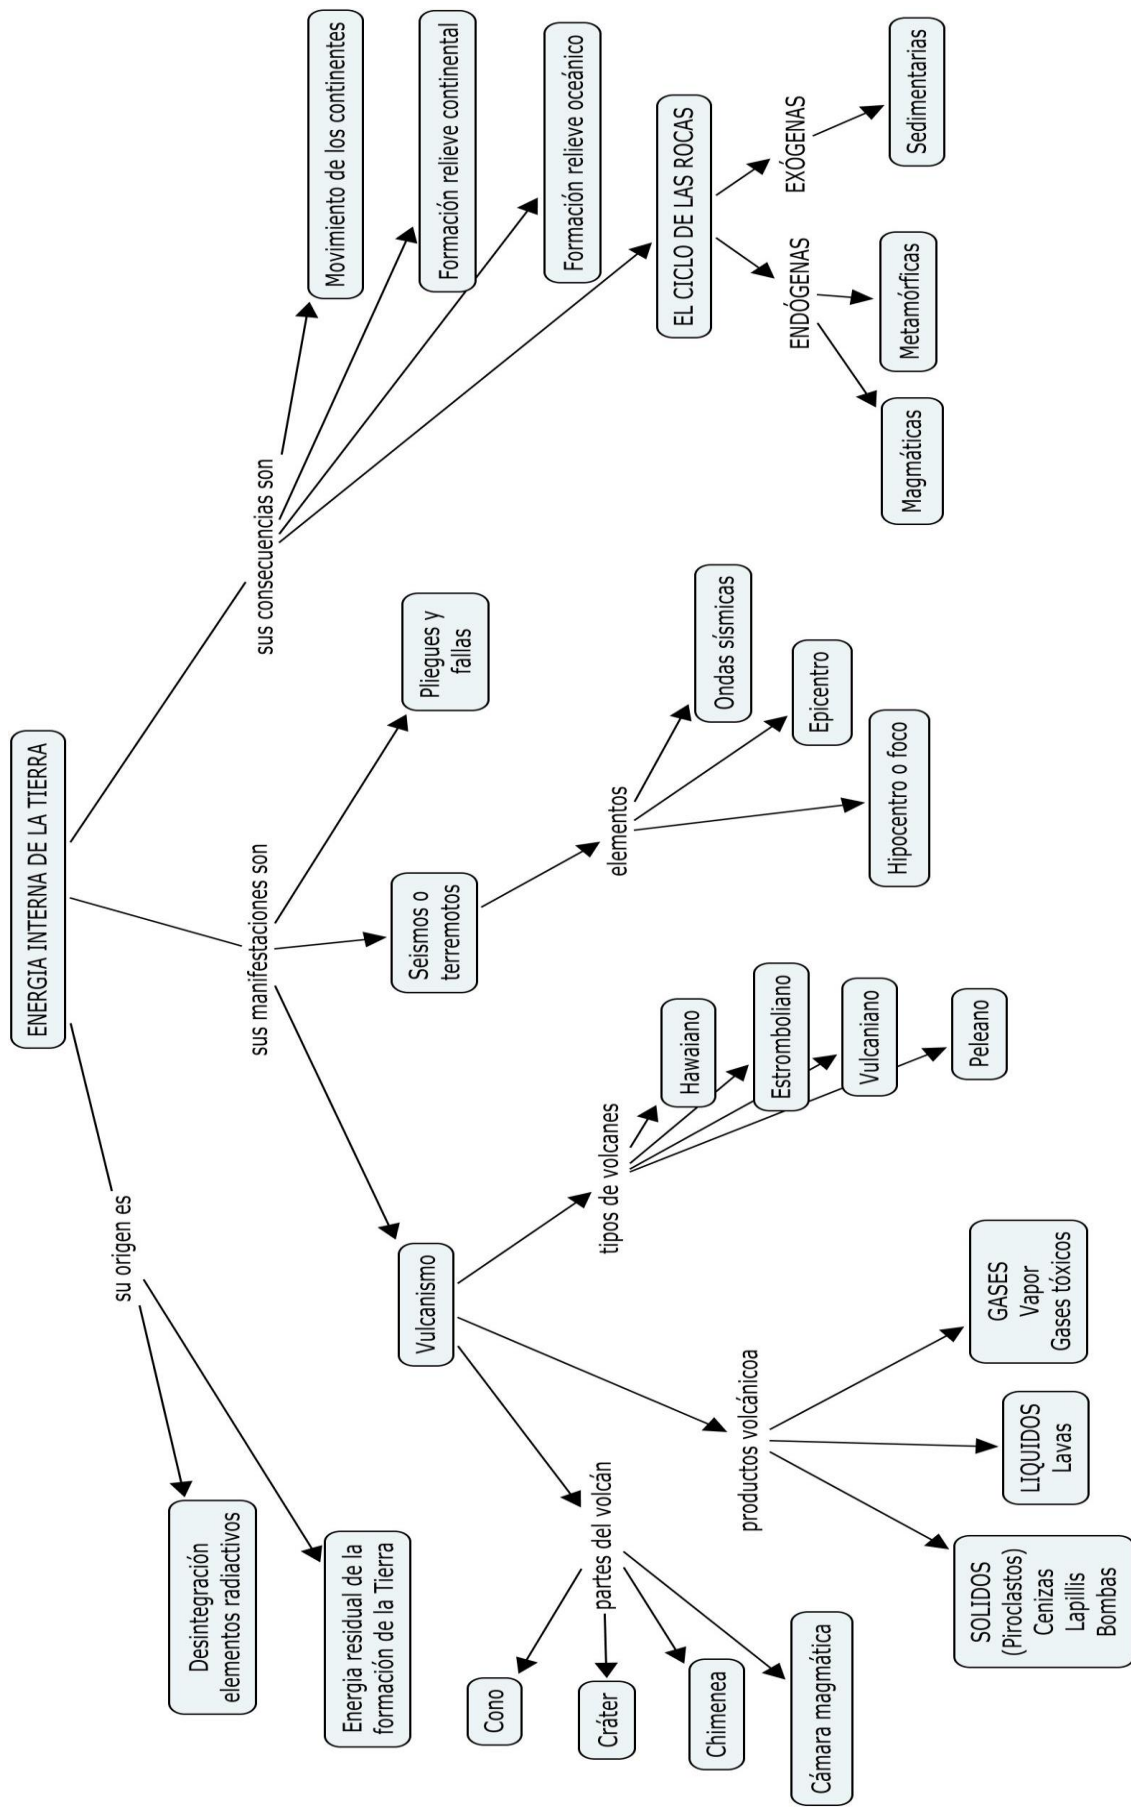 ENERGIA INTERNA DE LA TIERRA
su origen es
Desintegración
elementos radiactivos
Energia residual de la
formación de la Tierra
sus manifestaciones son
Vulcanismo
partes del volcán
Cono
Cráter
Chimenea
Cámara magmática
productos volcánicoa
SOLIDOS
(Piroclastos)
Cenizas
Lapillis
Bombas
LIQUIDOS
Lavas
GASES
Vapor
Gases tóxicos
tipos de volcanes
Hawaiano
Estromboliano
Vulcaniano
Peleano
Seismos o
terremotos
elementos
Hipocentro o foco
Epicentro
Ondas sísmicas
Pliegues y
fallas
sus consecuencias son
Movimiento de los continentes
Formación relieve continental
Formación relieve oceánico
EL CICLO DE LAS ROCAS
ENDÓGENAS
Magmáticas
Metamórficas
EXÓGENAS
Sedimentarias